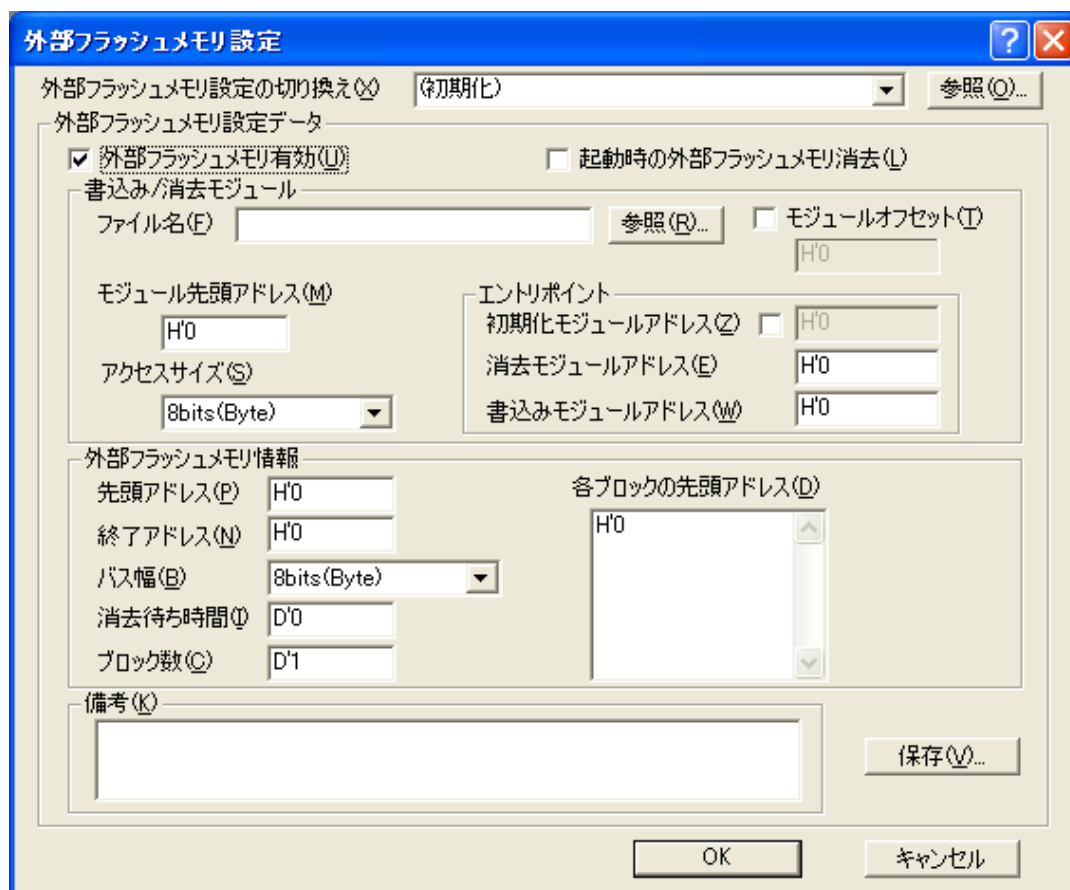 外部フラッシュメモリ設定
外部フラッシュメモリ設定の切り換え(X) (初期化) 参照(O)...
外部フラッシュメモリ設定データ
外部フラッシュメモリ有効(U) 起動時の外部フラッシュメモリ消去(L)
書込み/消去モジュール
ファイル名(F) 参照(R)... モジュールオフセット(T)
H'0
モジュール先頭アドレス(M)
H'0
アクセスサイズ(S)
8bits(Byte)
エントリポイント
初期化モジュールアドレス(Z) H'0
消去モジュールアドレス(E) H'0
書込みモジュールアドレス(W) H'0
外部フラッシュメモリ情報
先頭アドレス(P) H'0
終了アドレス(N) H'0
バス幅(B) 8bits(Byte)
消去待ち時間(I) D'0
ブロック数(C) D'1
各ブロックの先頭アドレス(D)
H'0
備考(K)
保存(V)...
OK キャンセル